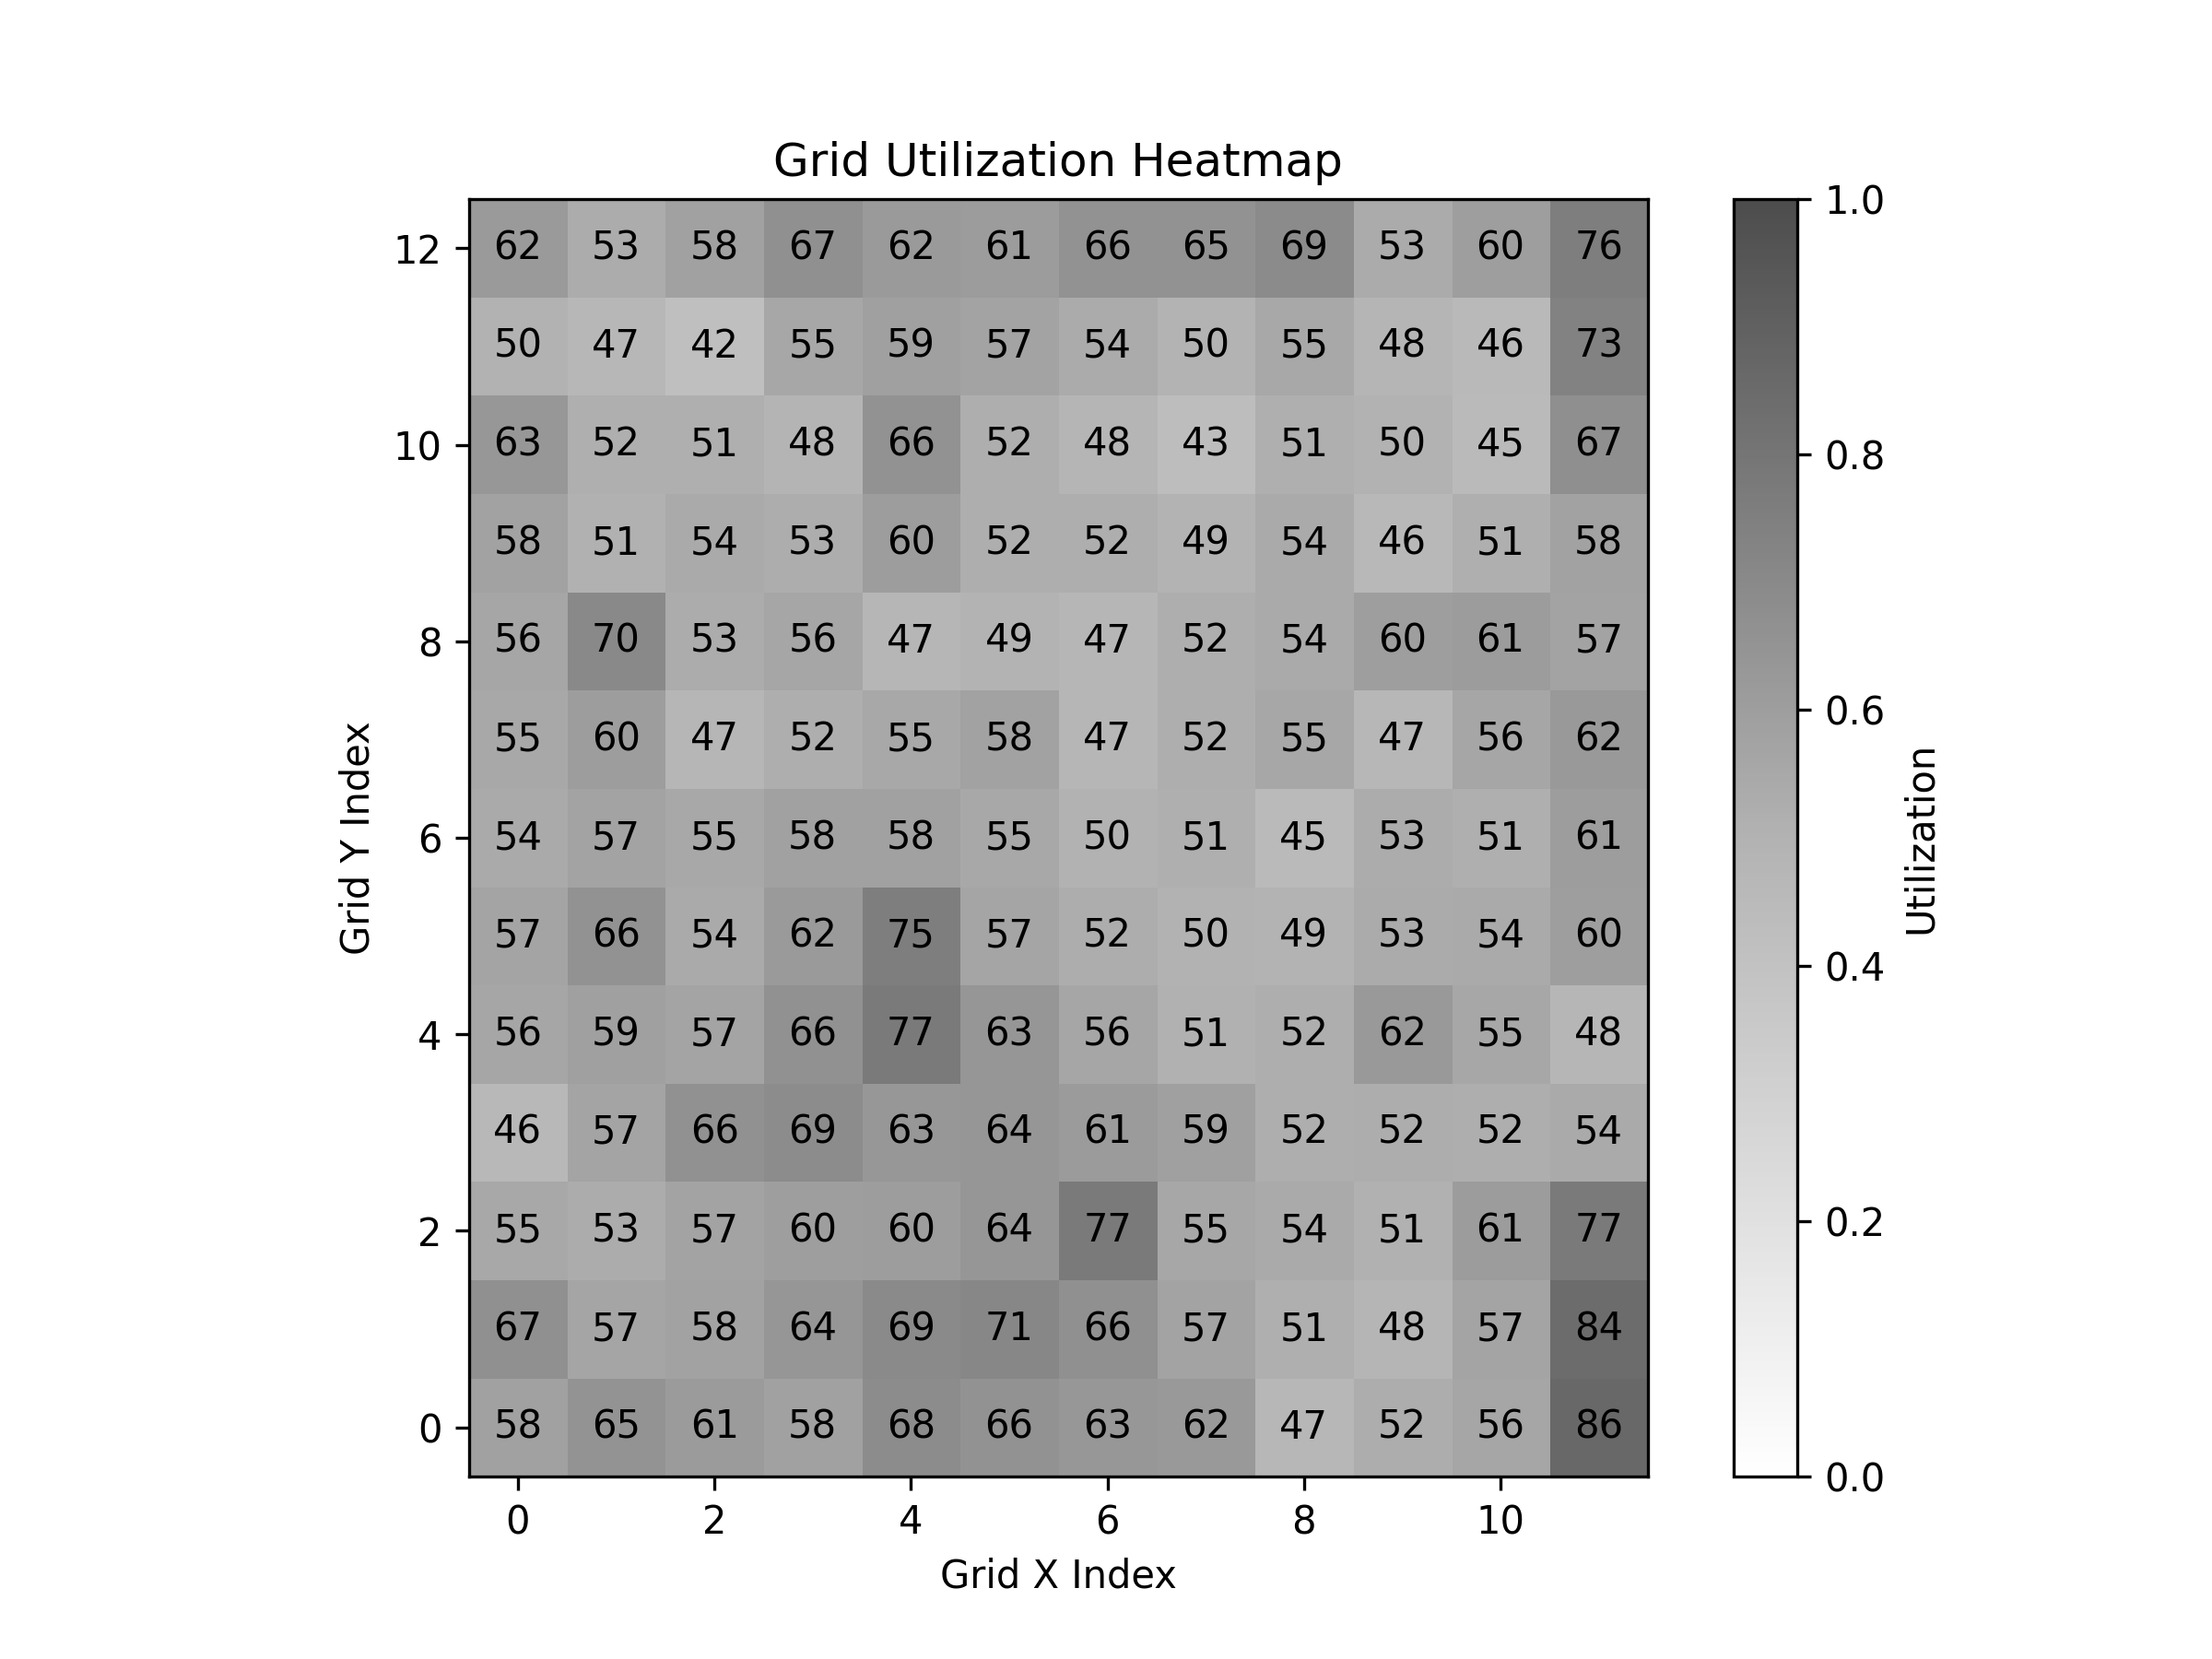 Grid Utilization Heatmap
12 62 53 58 67 62 61 66 65 69 53 60 76
50 47 42 55 59 57 54 50 55 48 46 73
10 63 52 51 48 66 52 48 43 51 50 45 67
58 51 54 53 60 52 52 49 54 46 51 58
8 56 70 53 56 47 49 47 52 54 60 61 57
55 60 47 52 55 58 47 52 55 47 56 62
6 54 57 55 58 58 55 50 51 45 53 51 61
57 66 54 62 75 57 52 50 49 53 54 60
4 56 59 57 66 77 63 56 51 52 62 55 48
46 57 66 69 63 64 61 59 52 52 52 54
2 55 53 57 60 60 64 77 55 54 51 61 77
67 57 58 64 69 71 66 57 51 48 57 84
0 58 65 61 58 68 66 63 62 47 52 56 86
0 2 4 6 8 10
Grid X Index
Grid Y Index
1.0
0.8
0.6
0.4
0.2
0.0
Utilization